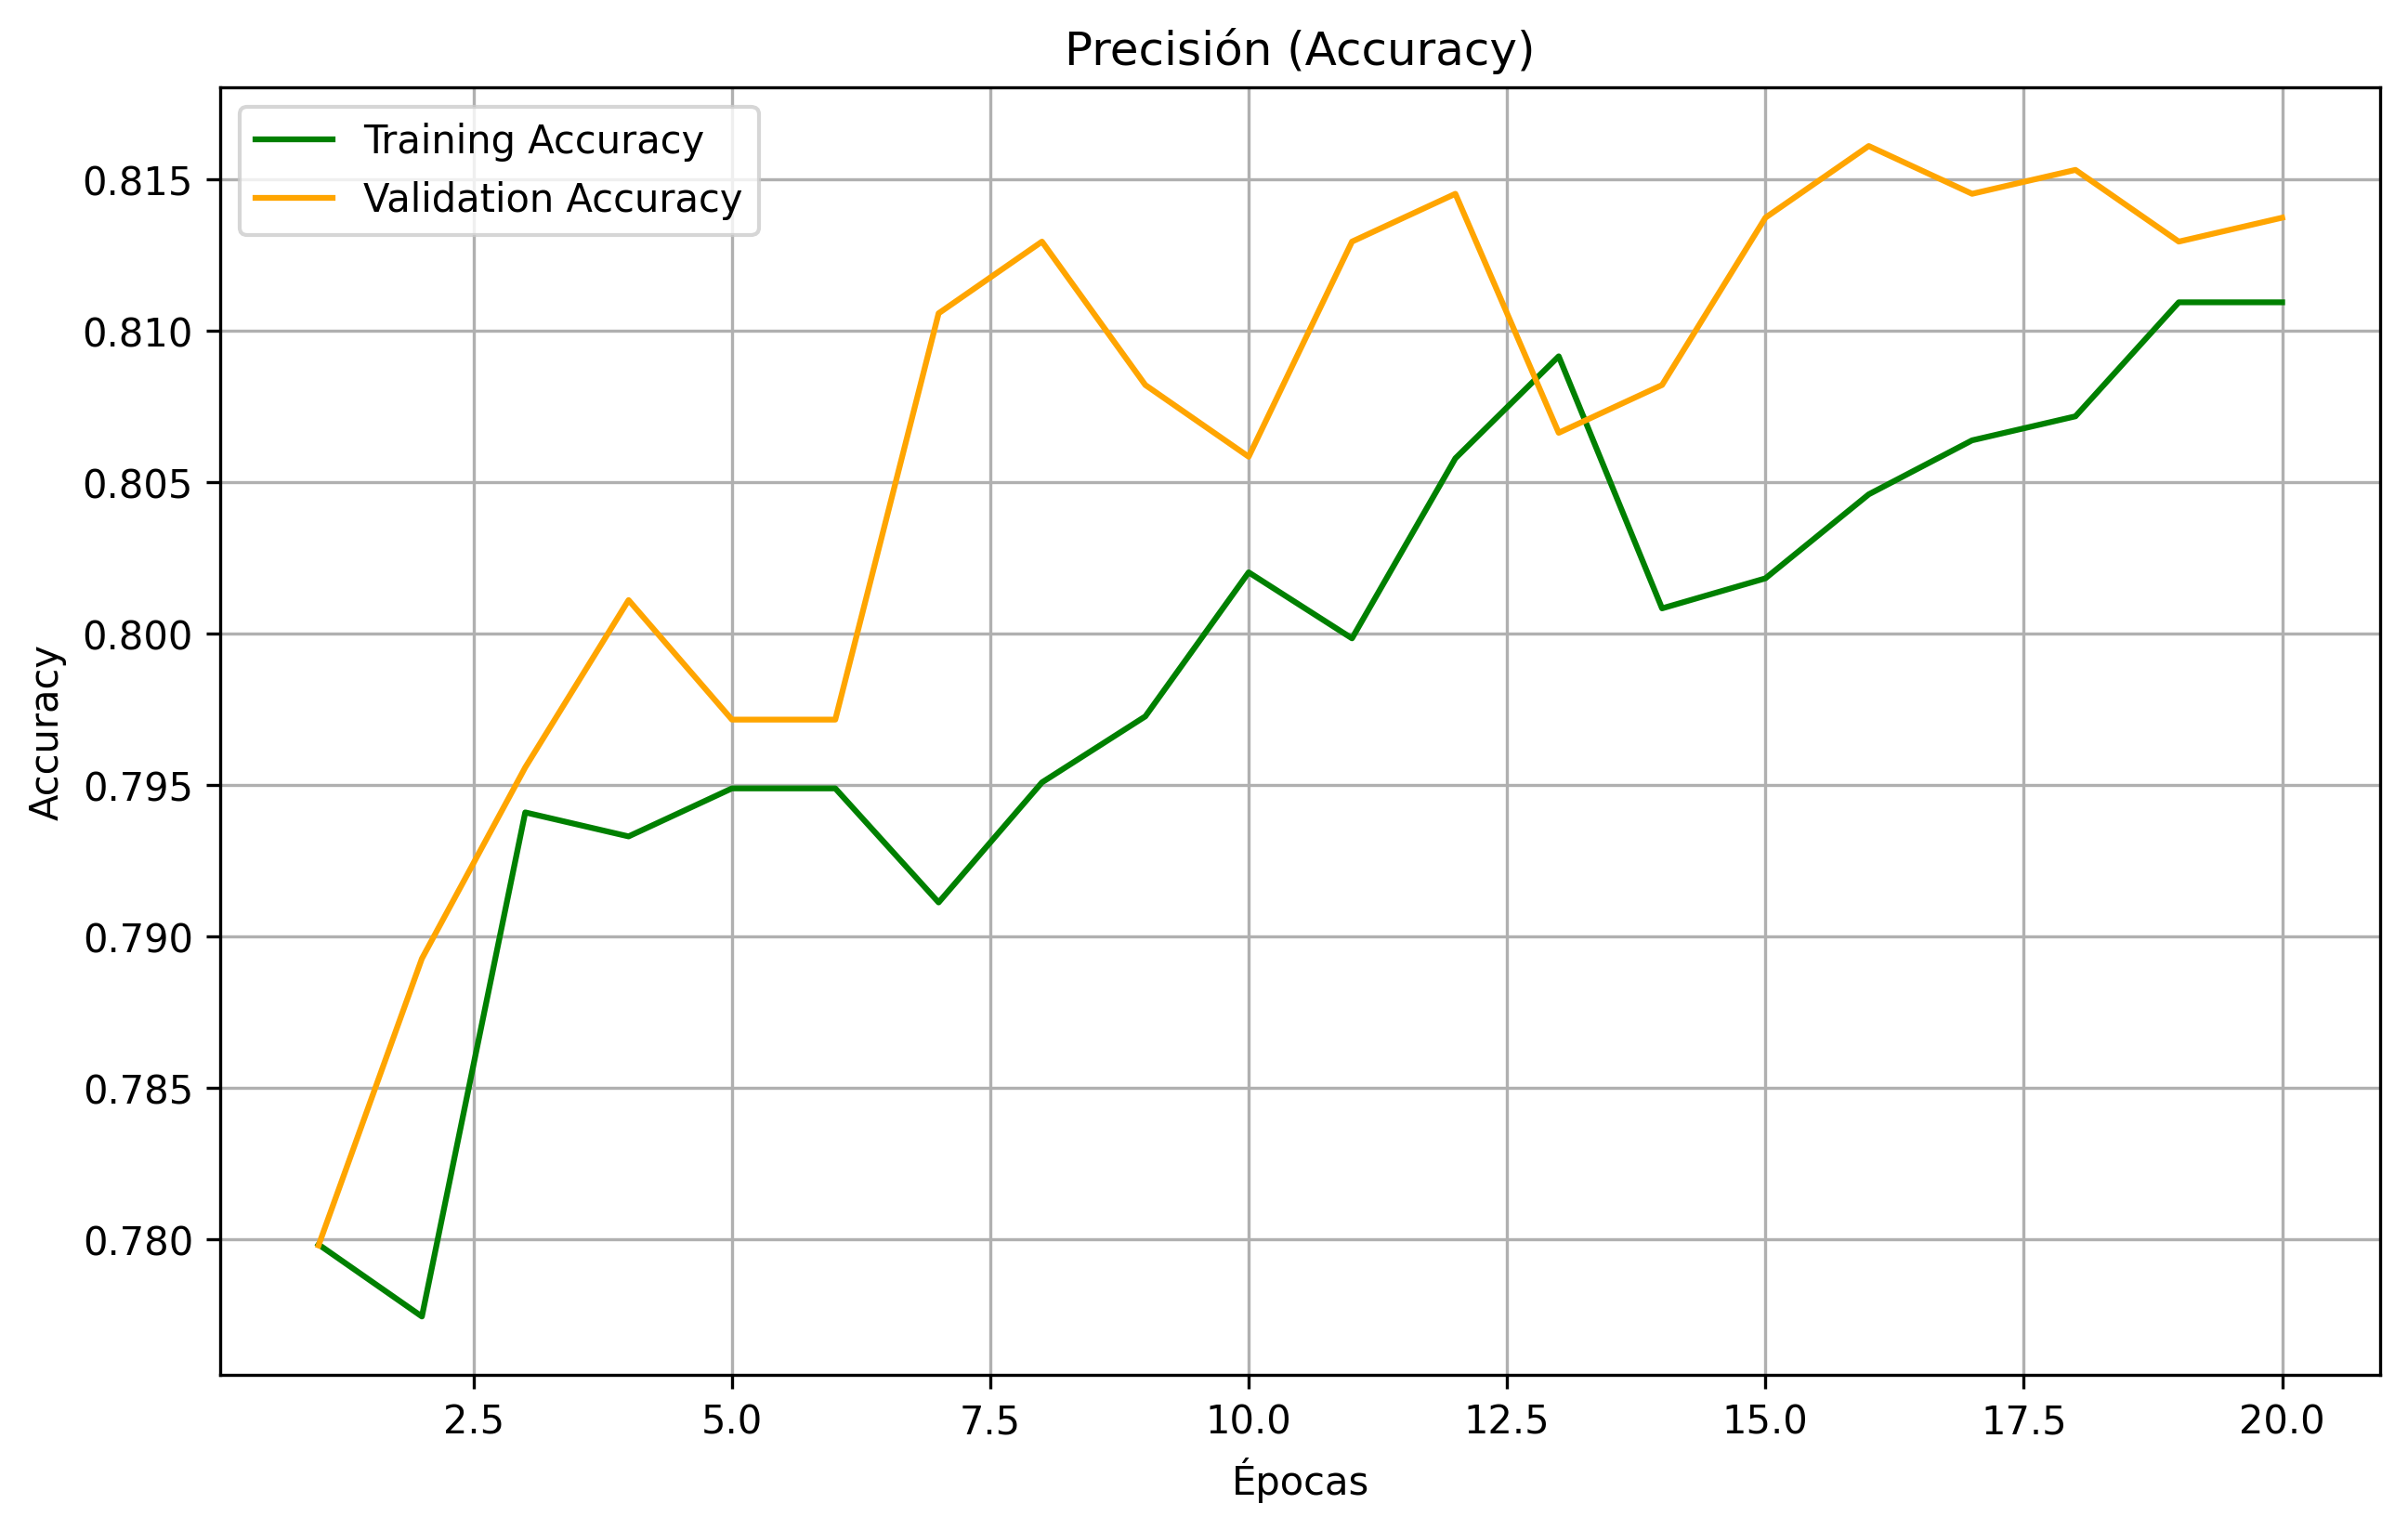 Precisión (Accuracy)
Training Accuracy
Validation Accuracy
0.815
0.810
0.805
0.800
0.795
0.790
0.785
0.780
Accuracy
2.5 5.0 7.5 10.0 12.5 15.0 17.5 20.0
Épocas